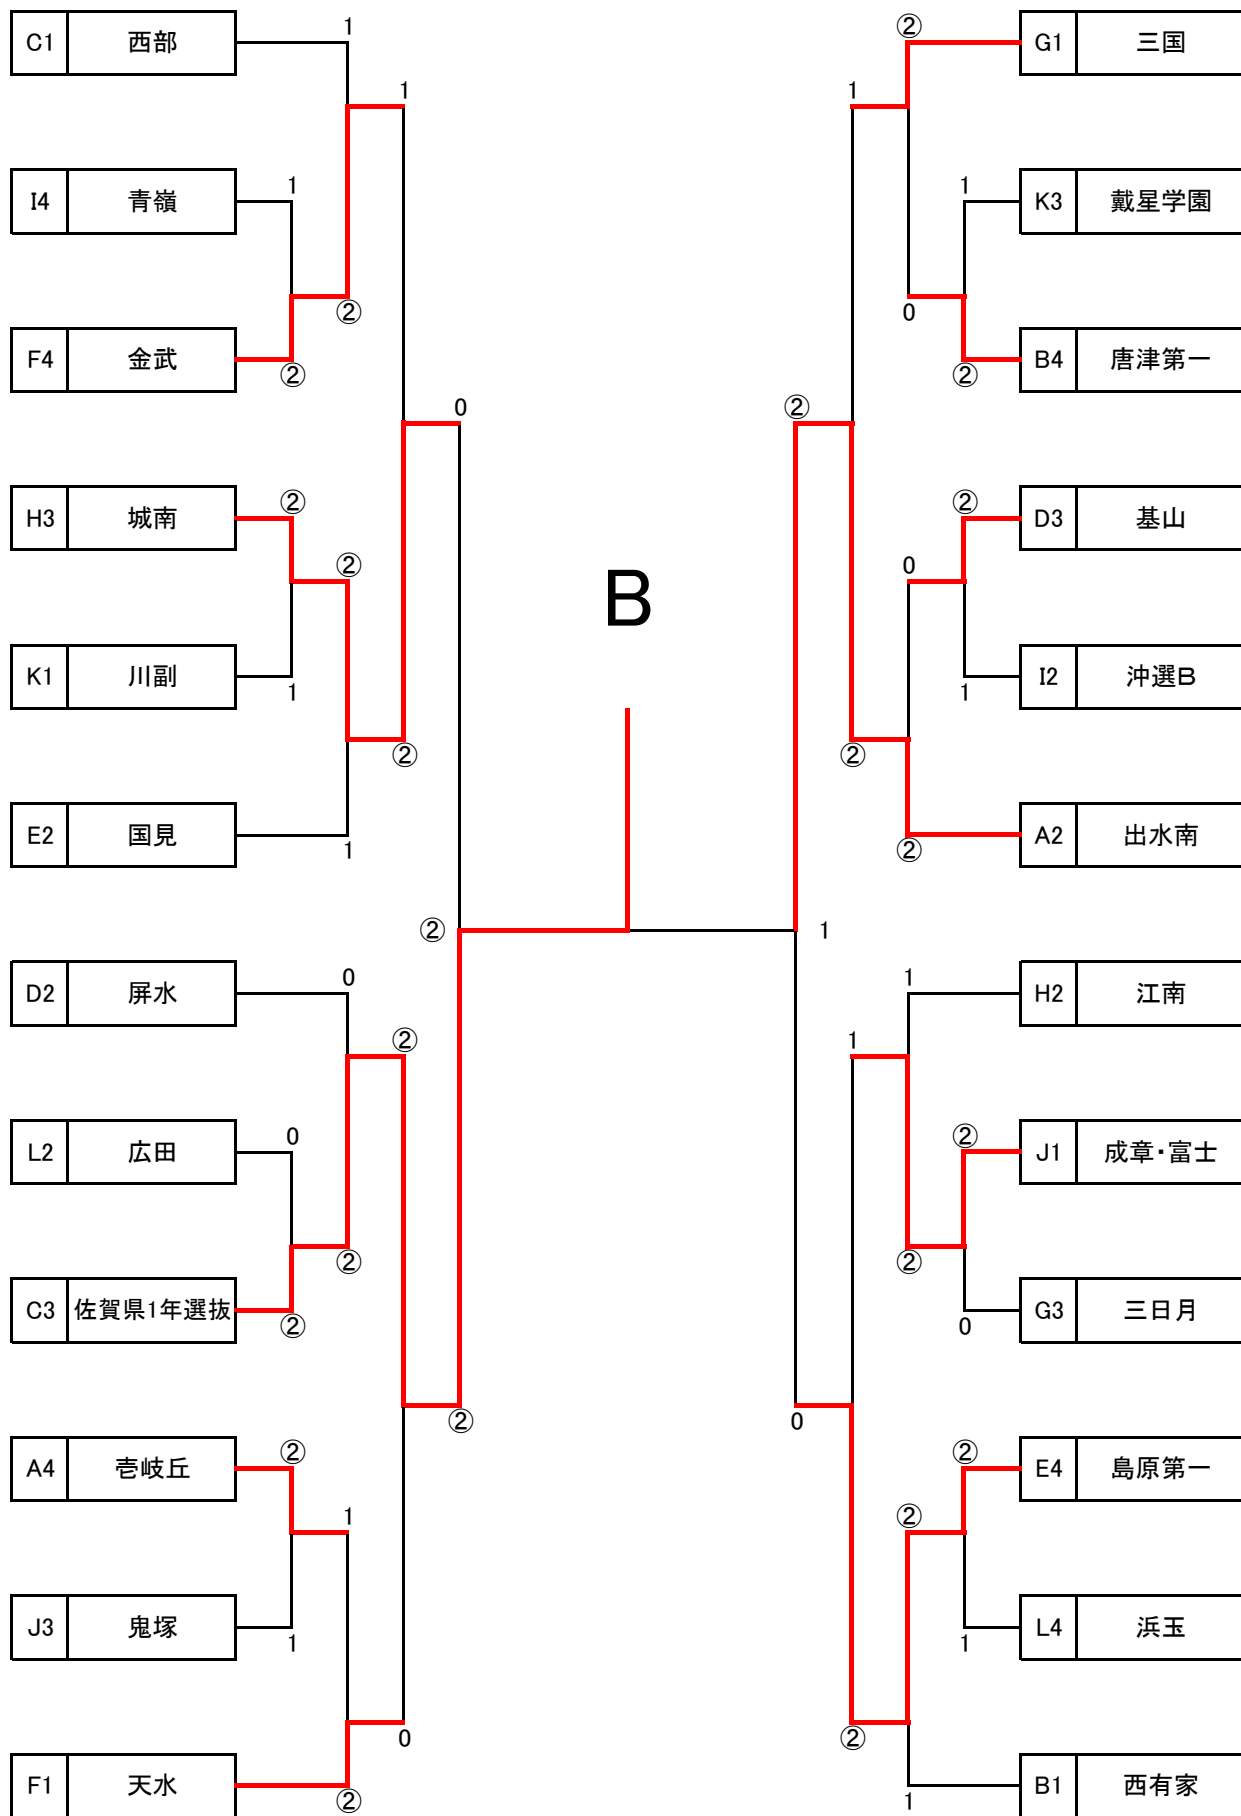 1
②
C1 西部
G1 三国
1
1
I4 青嶺
1
1
K3 戴星学園
②
0
F4 金武
②
②
B4 唐津第一
0
②
H3 城南
②
②
D3 基山
②
0
B
K1 川副
1
1
I2 沖選B
②
②
E2 国見
1
②
A2 出水南
②
1
D2 屏水
0
1
H2 江南
②
1
L2 広田
0
②
J1 成章・富士
②
②
C3 佐賀県1年選抜
②
0
G3 三日月
②
0
A4 壱岐丘
②
②
E4 島原第一
1
②
J3 鬼塚
1
1
L4 浜玉
0
②
F1 天水
②
1
B1 西有家